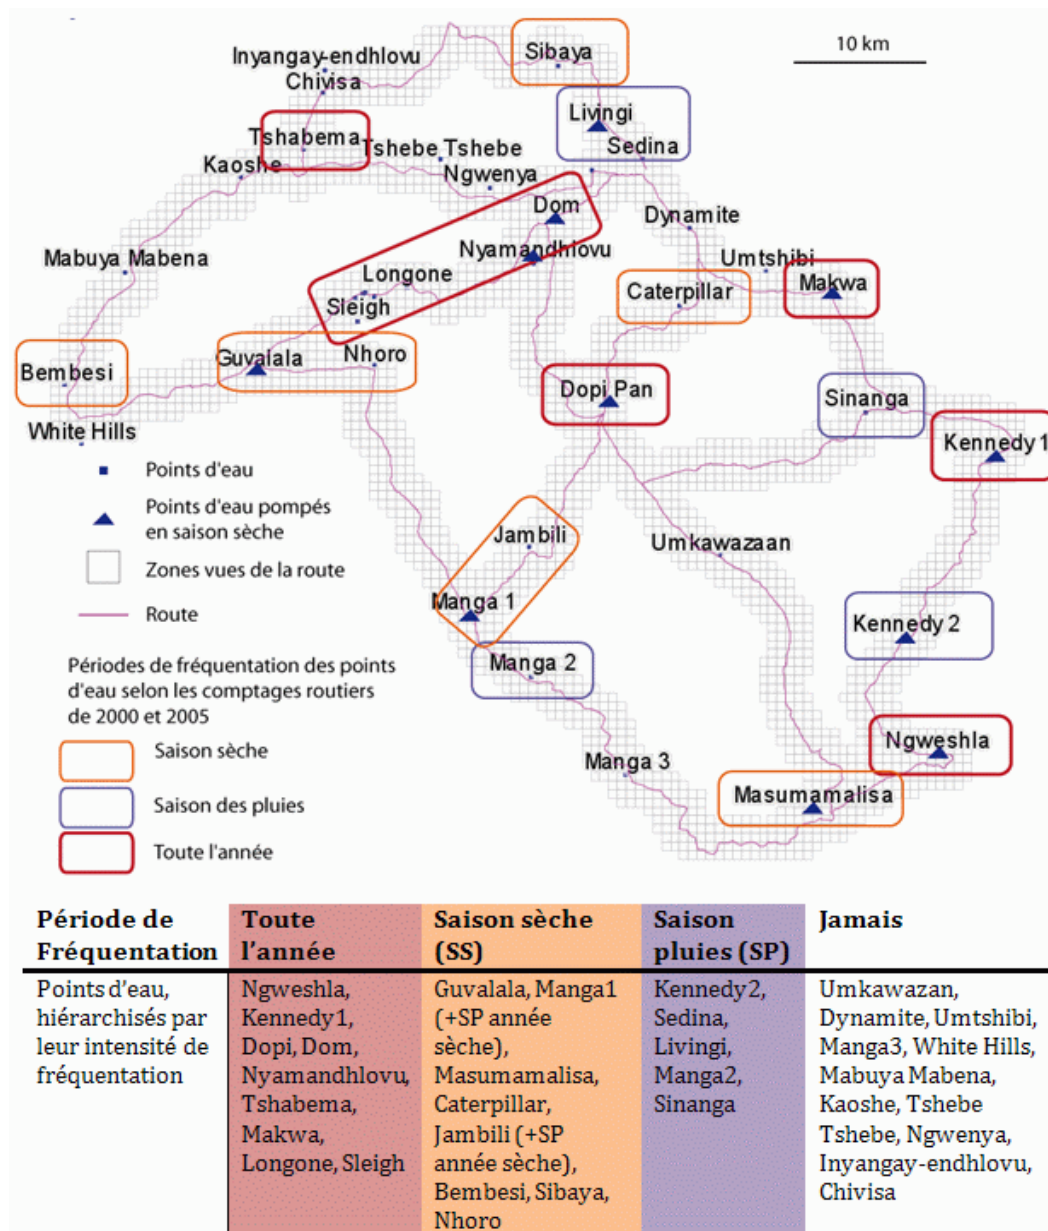 Sibaya
10 km
Inyangay-endhlovu
Chivisa
Livingi
Tshabema
Tshebe Tshebe
Sedina
Kaoshe
Ngwenya
Dom
Dynamite
Nyamandhlovu
Mabuya Mabena
Longone
Umtshibi
Sleigh
Caterpillar
Makwa
Guvalala
Nhoro
Bembesi
Dopi Pan
Sinanga
White Hills
Kennedy 1
Points d'eau
Points d'eau pompés
en saison sèche
Jambili
Umkawazaan
Zones vues de la route
Manga 1
Route
Kennedy 2
Manga 2
Périodes de fréquentation des points
d'eau selon les comptages routiers
de 2000 et 2005
Ngweshla
Saison sèche
Manga 3
Masumamalisa
Saison des pluies
Toute l'année
Période de
Fréquentation
Toute
l'année
Saison sèche
(SS)
Saison
pluies (SP)
Jamais
Points d'eau,
hiérarchisés par
leur intensité de
fréquentation
Ngweshla,
Kennedy1,
Dopi, Dom,
Nyamandhlovu,
Tshabema,
Makwa,
Longone, Sleigh
Guvalala, Manga1
(+SP année
sèche),
Masumamalisa,
Caterpillar,
Jambili (+SP
année sèche),
Bembesi, Sibaya,
Nhoro
Kennedy2,
Sedina,
Livingi,
Manga2,
Sinanga
Umkawazan,
Dynamite, Umtshibi,
Manga3, White Hills,
Mabuya Mabena,
Kaoshe, Tshebe
Tshebe, Ngwenya,
Inyangay-endhlovu,
Chivisa